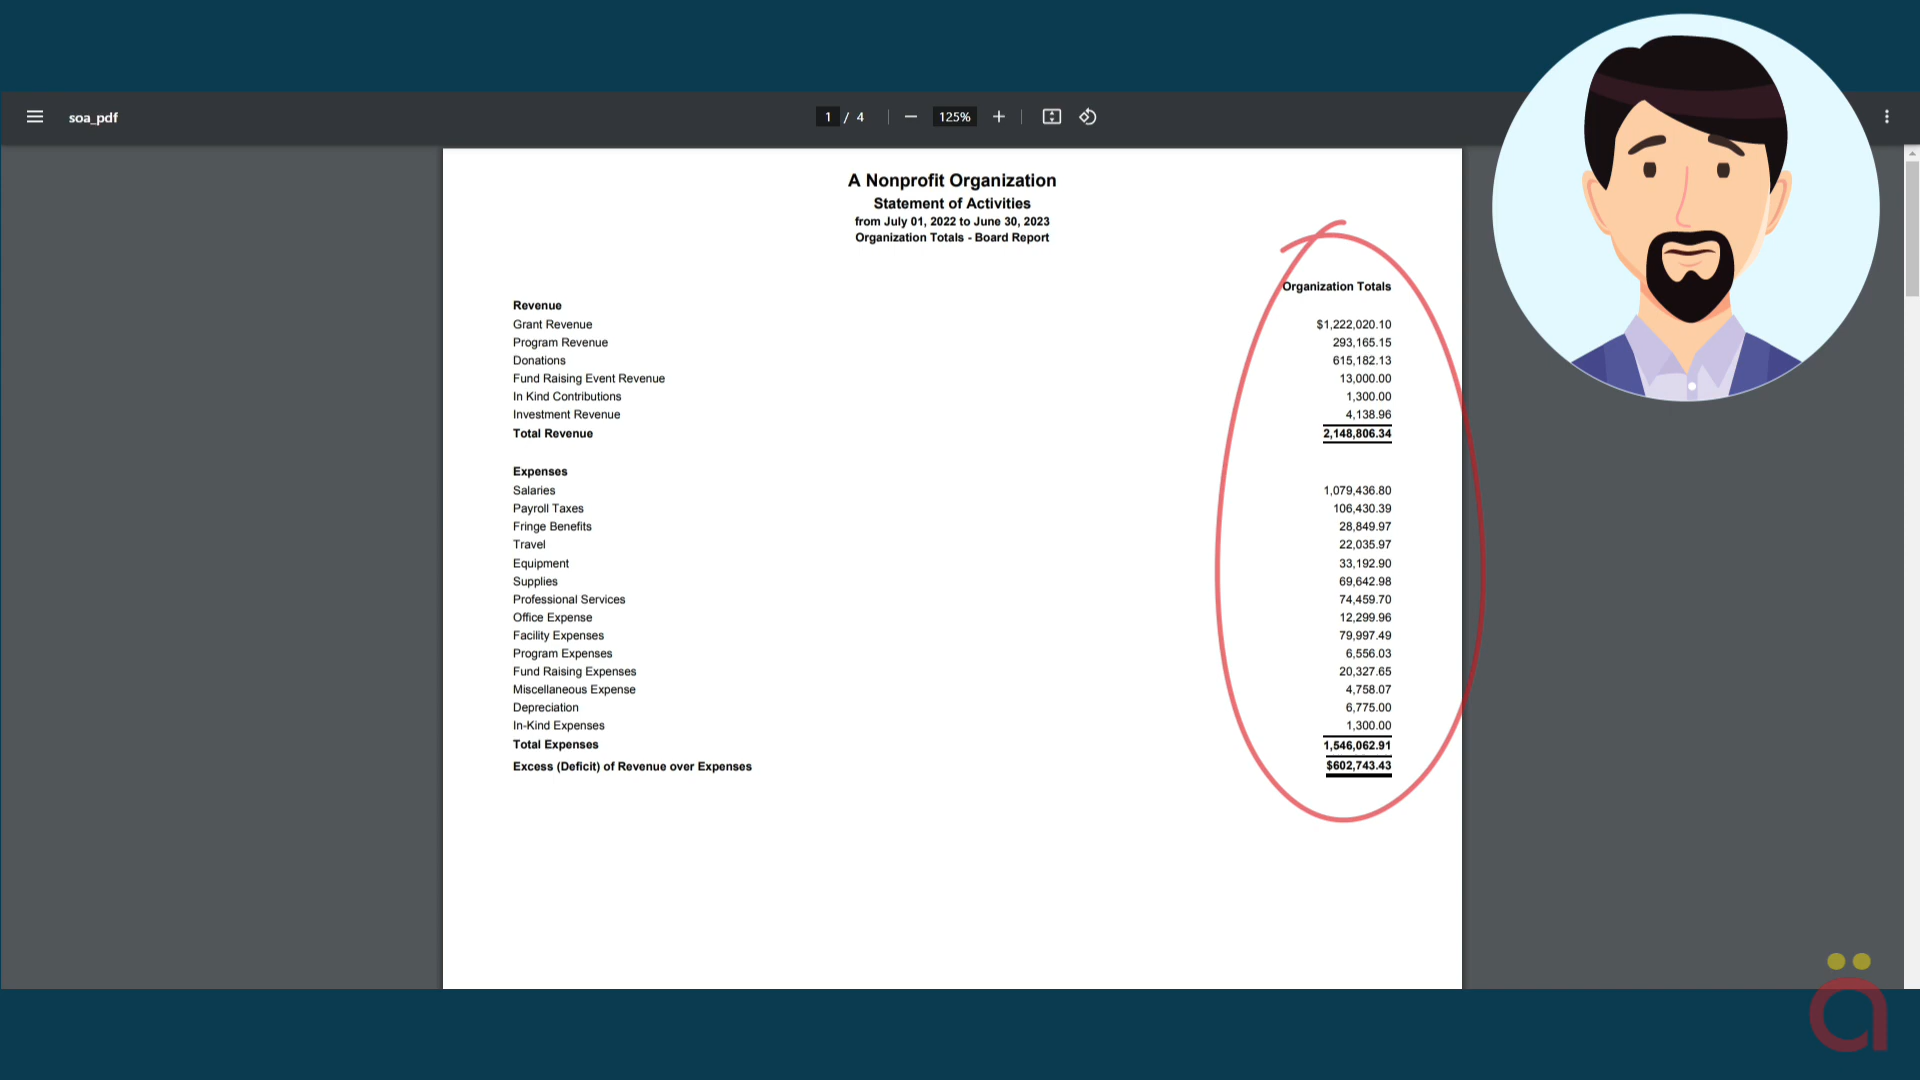 soa_pdf
1 / 4
125%
A Nonprofit Organization
Statement of Activities
from July 01, 2022 to June 30, 2023
Organization Totals - Board Report
Organization Totals
Revenue
Grant Revenue $1,222,020.10
Program Revenue 293,165.15
Donations 615,182.13
Fund Raising Event Revenue 13,000.00
In Kind Contributions 1,300.00
Investment Revenue 4,138.96
Total Revenue 2,148,806.34
Expenses
Salaries 1,079,436.80
Payroll Taxes 106,430.39
Fringe Benefits 28,849.97
Travel 22,035.97
Equipment 33,192.90
Supplies 69,642.98
Professional Services 74,459.70
Office Expense 12,299.96
Facility Expenses 79,997.49
Program Expenses 6,556.03
Fund Raising Expenses 20,327.65
Miscellaneous Expense 4,758.07
Depreciation 6,775.00
In-Kind Expenses 1,300.00
Total Expenses 1,546,062.91
Excess (Deficit) of Revenue over Expenses $602,743.43
ä